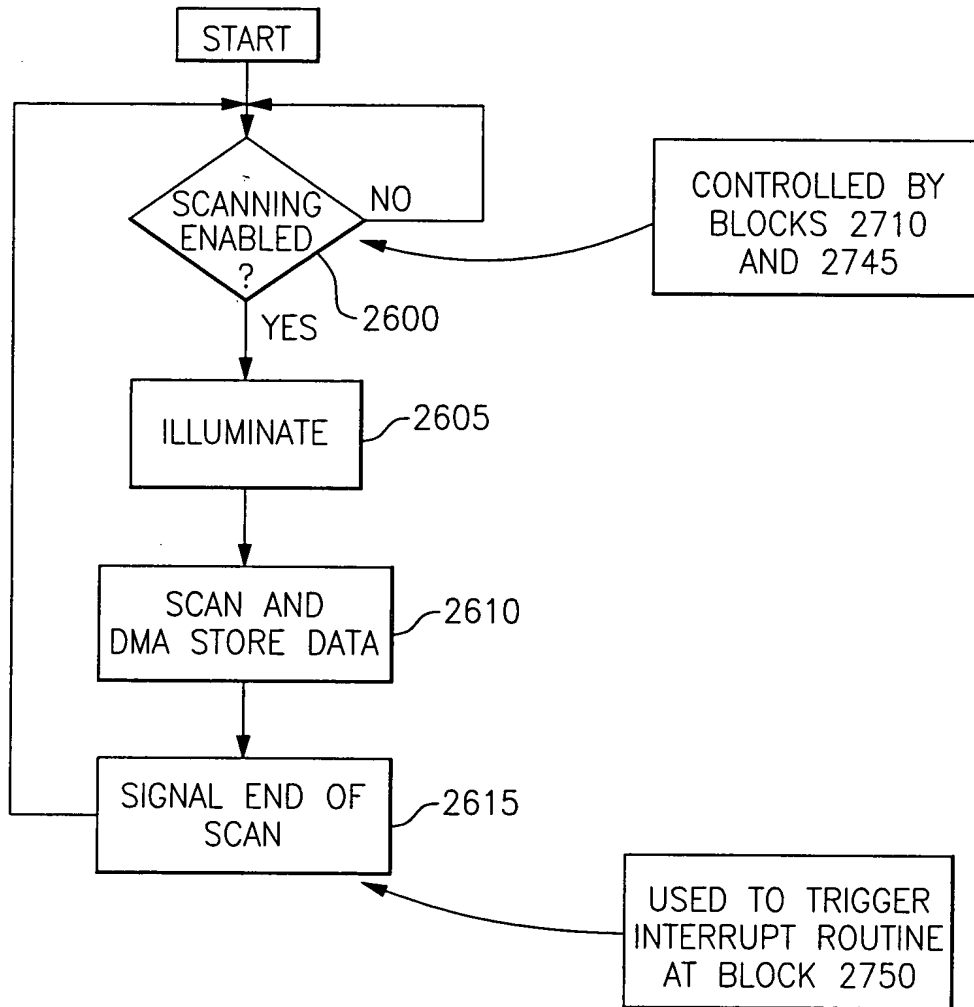 START
SCANNING
ENABLED
?
NO
2600
YES
CONTROLLED BY
BLOCKS 2710
AND 2745
ILLUMINATE
2605
SCAN AND
DMA STORE DATA
2610
SIGNAL END OF
SCAN
2615
USED TO TRIGGER
INTERRUPT ROUTINE
AT BLOCK 2750